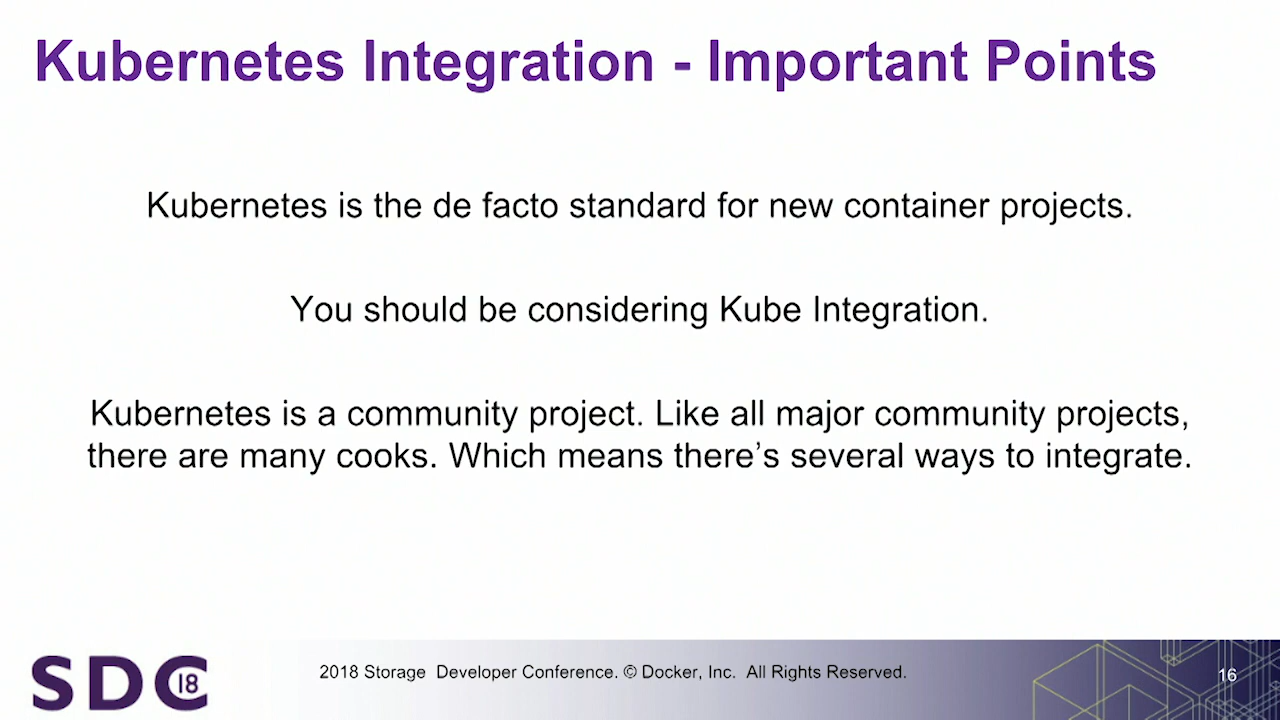 Kubernetes Integration - Important Points
Kubernetes is the de facto standard for new container projects.
You should be considering Kube Integration.
Kubernetes is a community project. Like all major community projects,
there are many cooks. Which means there’s several ways to integrate.
SDC 18
2018 Storage Developer Conference. © Docker, Inc. All Rights Reserved.
16